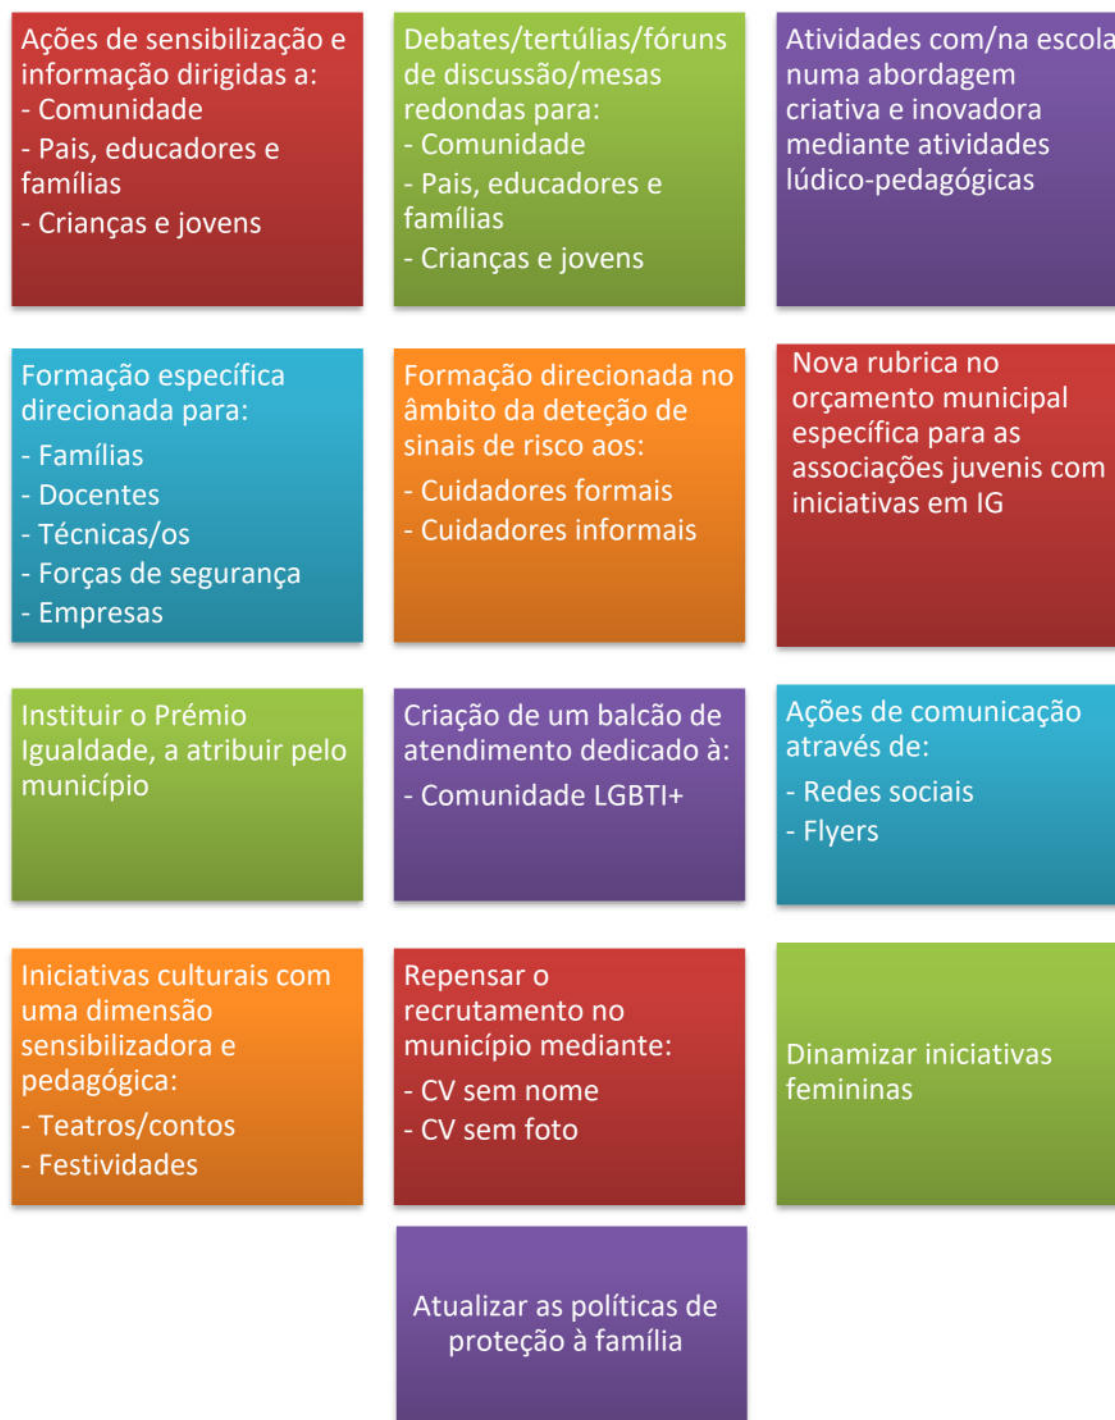 Ações de sensibilização e
informação dirigidas a:
- Comunidade
- Pais, educadores e
famílias
- Crianças e jovens
Debates/tertúlias/fóruns
de discussão/mesas
redondas para:
- Comunidade
- Pais, educadores e
famílias
- Crianças e jovens
Atividades com/na escola
numa abordagem
criativa e inovadora
mediante atividades
lúdico-pedagógicas
Formação específica
direcionada para:
- Famílias
- Docentes
- Técnicas/os
- Forças de segurança
- Empresas
Formação direcionada no
âmbito da deteção de
sinais de risco aos:
- Cuidadores formais
- Cuidadores informais
Nova rubrica no
orçamento municipal
específica para as
associações juvenis com
iniciativas em IG
Instituir o Prémio
Igualdade, a atribuir pelo
município
Criação de um balcão de
atendimento dedicado à:
- Comunidade LGBTI+
Ações de comunicação
através de:
- Redes sociais
- Flyers
Iniciativas culturais com
uma dimensão
sensibilizadora e
pedagógica:
- Teatros/contos
- Festividades
Repensar o
recrutamento no
município mediante:
- CV sem nome
- CV sem foto
Dinamizar iniciativas
femininas
Atualizar as políticas de
proteção à família